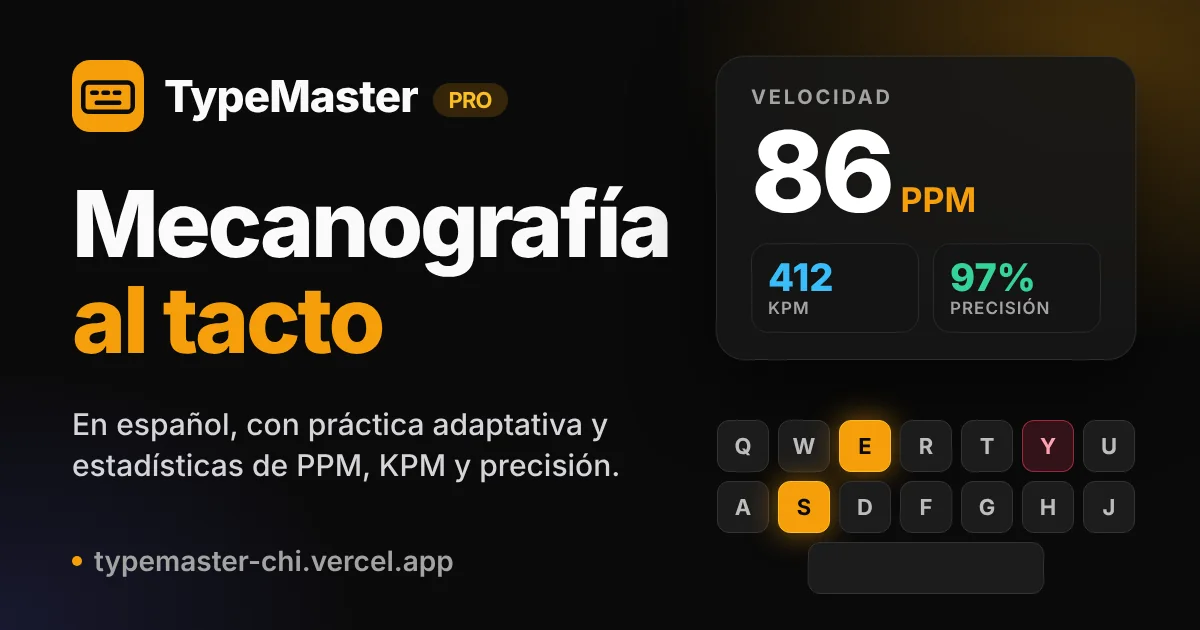 TypeMaster PRO
Mecanografía
al tacto
En español, con práctica adaptativa y
estadísticas de PPM, KPM y precisión.
typemaster-chi.vercel.app
VELOCIDAD
86 PPM
412
KPM
97%
PRECISIÓN
Q W E R T Y U
A S D F G H J